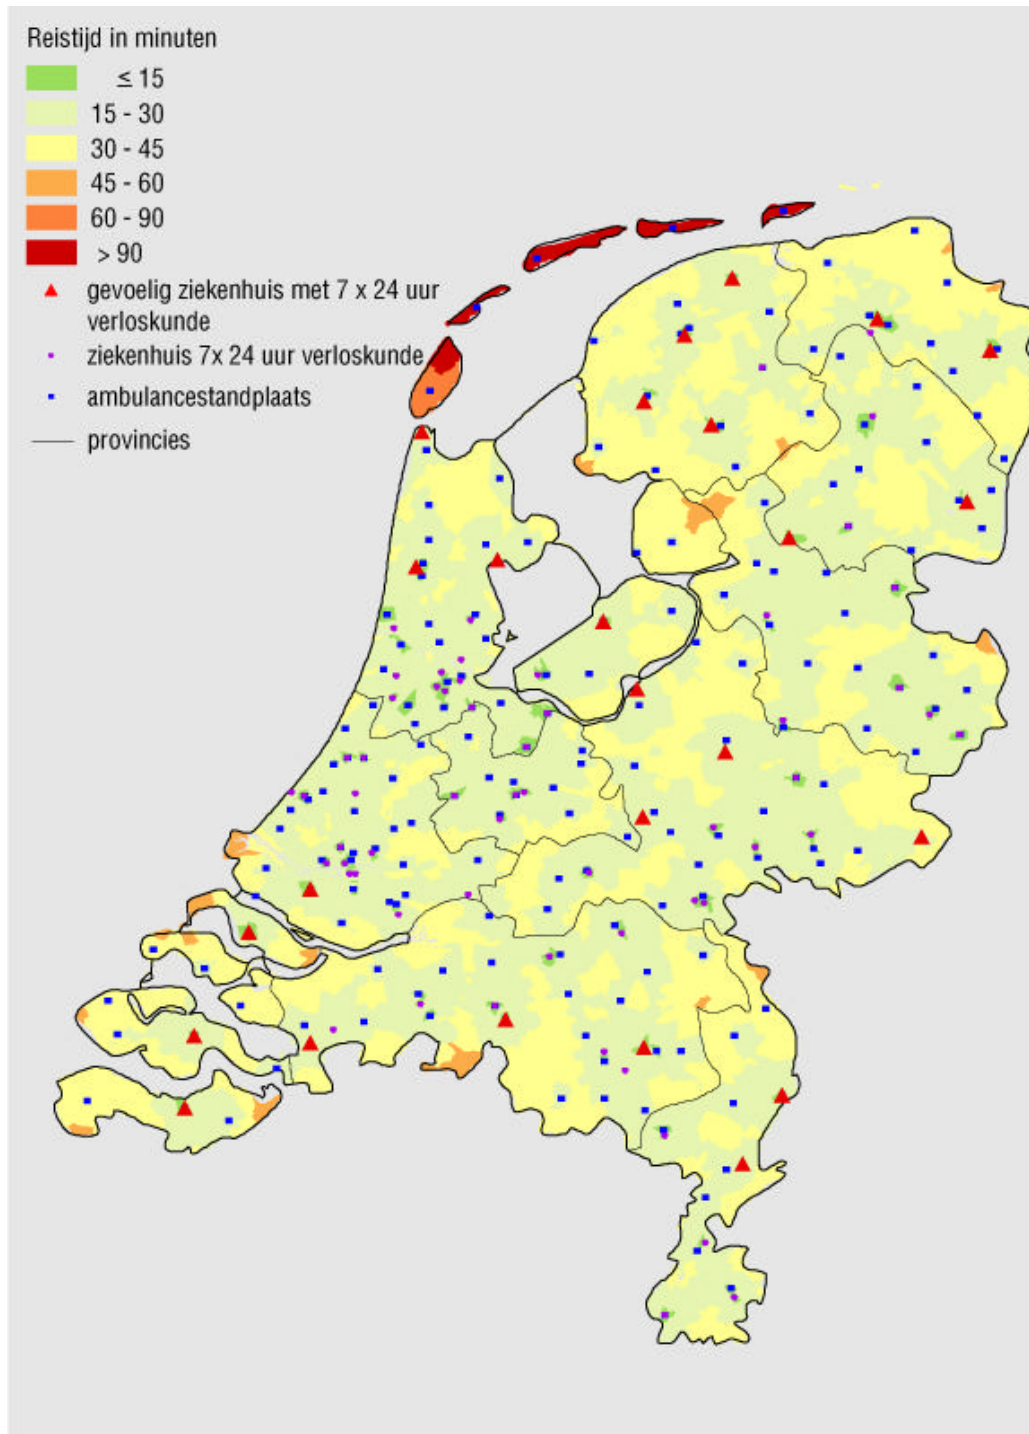 Reistijd in minuten
≤ 15
15 - 30
30 - 45
45 - 60
60 - 90
> 90
gevoelig ziekenhuis met 7 x 24 uur
verloskunde
ziekenhuis 7x 24 uur verloskunde
ambulancestandplaats
provincies